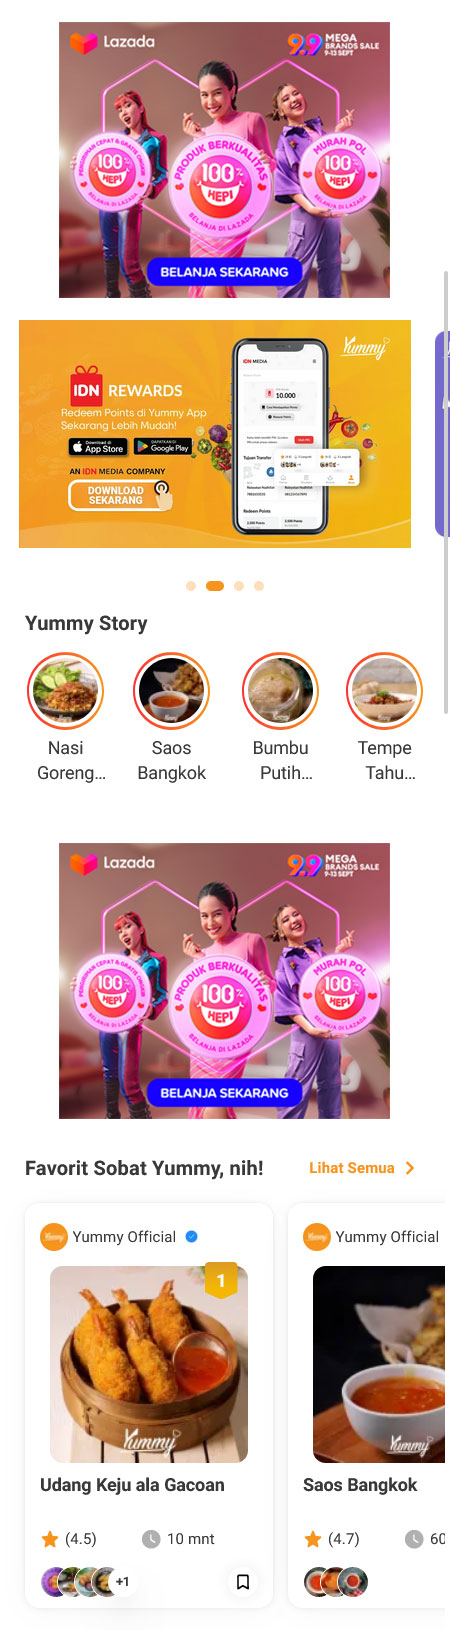 Lazada
9.9 MEGA
BRANDS SALE
9-13 SEPT
PENGIRIMAN CEPAT & GRATIS ONGKIR
100%
HEPI
BELANJA DI LAZADA
PRODUK BERKUALITAS
100%
HEPI
BELANJA DI LAZADA
MURAH POL
100%
HEPI
BELANJA DI LAZADA
BELANJA SEKARANG
Yummy
IDN REWARDS
Redeem Points di Yummy App
Sekarang Lebih Mudah!
Download di
App Store
DAPATKAN DI
Google Play
AN IDN MEDIA COMPANY
DOWNLOAD
SEKARANG
IDN MEDIA
10.000
Tujuan Transfer
Redeem Points
Yummy Story
Nasi
Goreng...
Saos
Bangkok
Bumbu
Putih...
Tempe
Tahu...
Lazada
9.9 MEGA
BRANDS SALE
9-13 SEPT
PENGIRIMAN CEPAT & GRATIS ONGKIR
100%
HEPI
BELANJA DI LAZADA
PRODUK BERKUALITAS
100%
HEPI
BELANJA DI LAZADA
MURAH POL
100%
HEPI
BELANJA DI LAZADA
BELANJA SEKARANG
Favorit Sobat Yummy, nih!
Lihat Semua
Yummy Official
1
Yummy
Udang Keju ala Gacoan
(4.5)
10 mnt
+1
Yummy Official
Yummy
Saos Bangkok
(4.7)
60